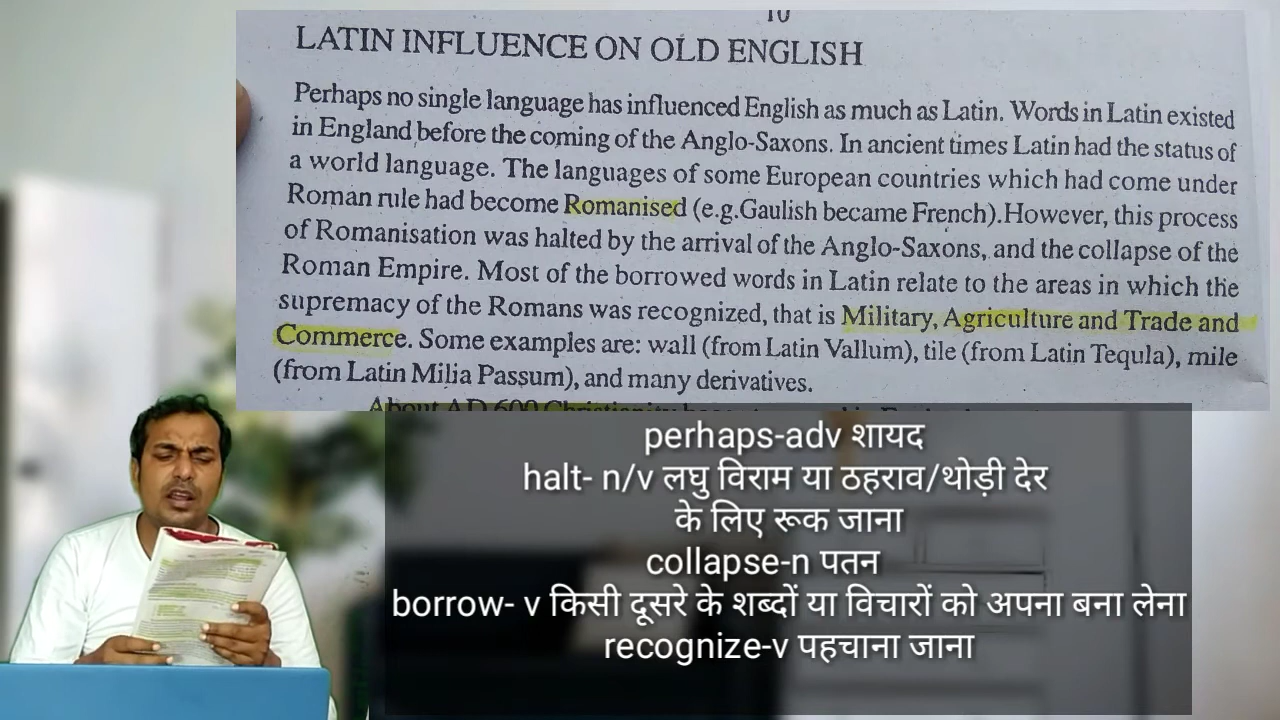 10
LATIN INFLUENCE ON OLD ENGLISH
Perhaps no single language has influenced English as much as Latin. Words in Latin existed
in England before the coming of the Anglo-Saxons. In ancient times Latin had the status of
a world language. The languages of some European countries which had come under
Roman rule had become Romanised (e.g.Gaulish became French).However, this process
of Romanisation was halted by the arrival of the Anglo-Saxons, and the collapse of the
Roman Empire. Most of the borrowed words in Latin relate to the areas in which the
supremacy of the Romans was recognized, that is Military, Agriculture and Trade and
Commerce. Some examples are: wall (from Latin Vallum), tile (from Latin Tequla), mile
(from Latin Milia Passum), and many derivatives.
About AD 600 Christianity
perhaps-adv शायद
halt- n/v लघु विराम या ठहराव/थोड़ी देर
के लिए रूक जाना
collapse-n पतन
borrow- v किसी दूसरे के शब्दों या विचारों को अपना बना लेना
recognize-v पहचाना जाना